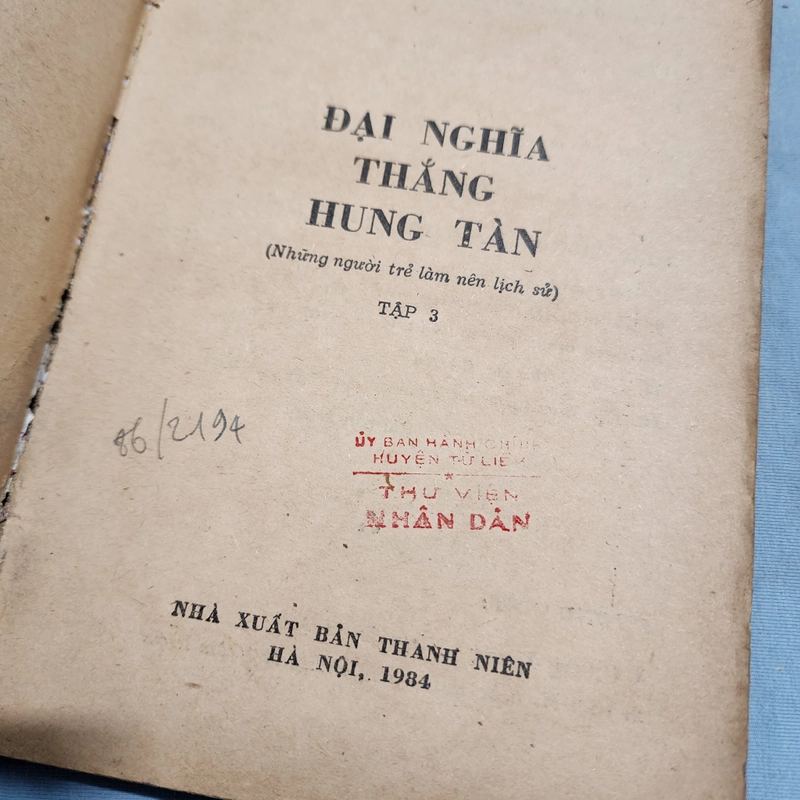 ĐẠI NGHĨA
THẮNG
HUNG TÀN
(Những người trẻ làm nên lịch sử)
TẬP 3
86/2194
ỦY BAN HÀNH CHÍNH
HUYỆN TỪ LIÊM
THƯ VIỆN
NHÂN DÂN
NHÀ XUẤT BẢN THANH NIÊN
HÀ NỘI, 1984